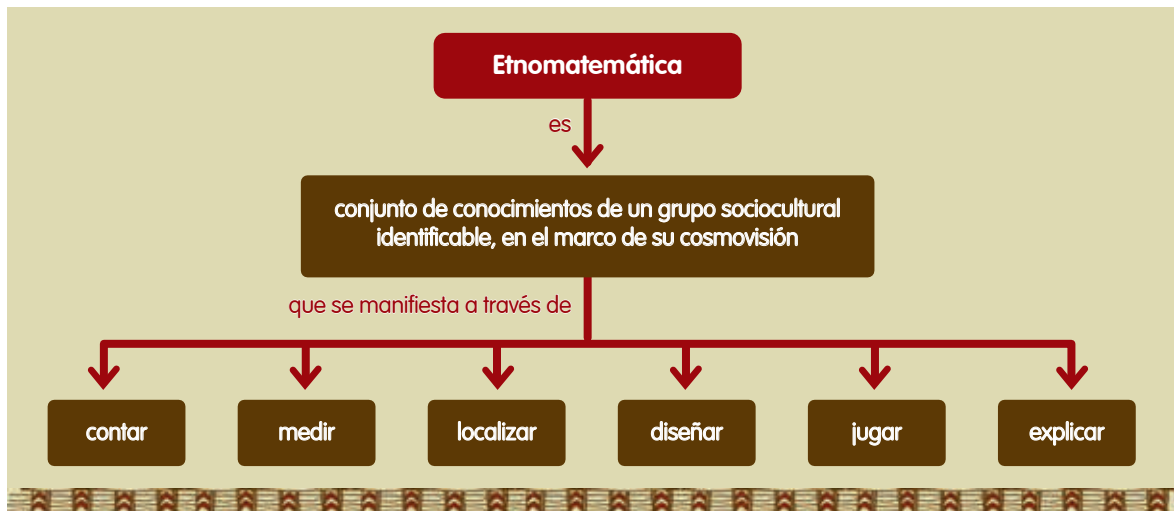 Etnomatemática
es
conjunto de conocimientos de un grupo sociocultural
identificable, en el marco de su cosmovisión
que se manifiesta a través de
contar
medir
localizar
diseñar
jugar
explicar